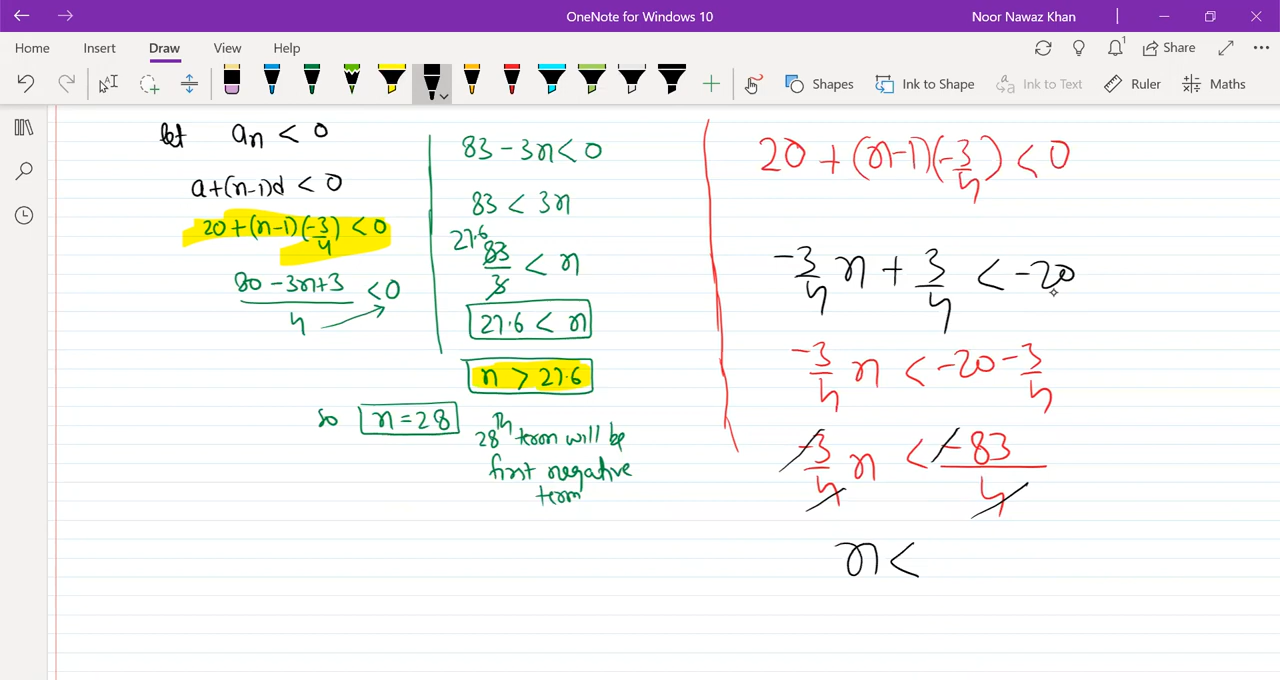 OneNote for Windows 10
Noor Nawaz Khan
Home Insert Draw View Help
1
Share
Shapes Ink to Shape Ink to Text Ruler Maths
let an < 0
a+(n-1)d < 0
20+(n-1)(-3/4) < 0
80 - 3n+3 / 4 < 0
so n = 28
83 - 3n < 0
83 < 3n
27.6
83/3 < n
27.6 < n
n > 27.6
28th term will be
first negative
term
20 + (n-1)(-3/4) < 0
-3/4 n + 3/4 < -20
-3/4 n < -20 - 3/4
-3/4 n < -83/4
n <